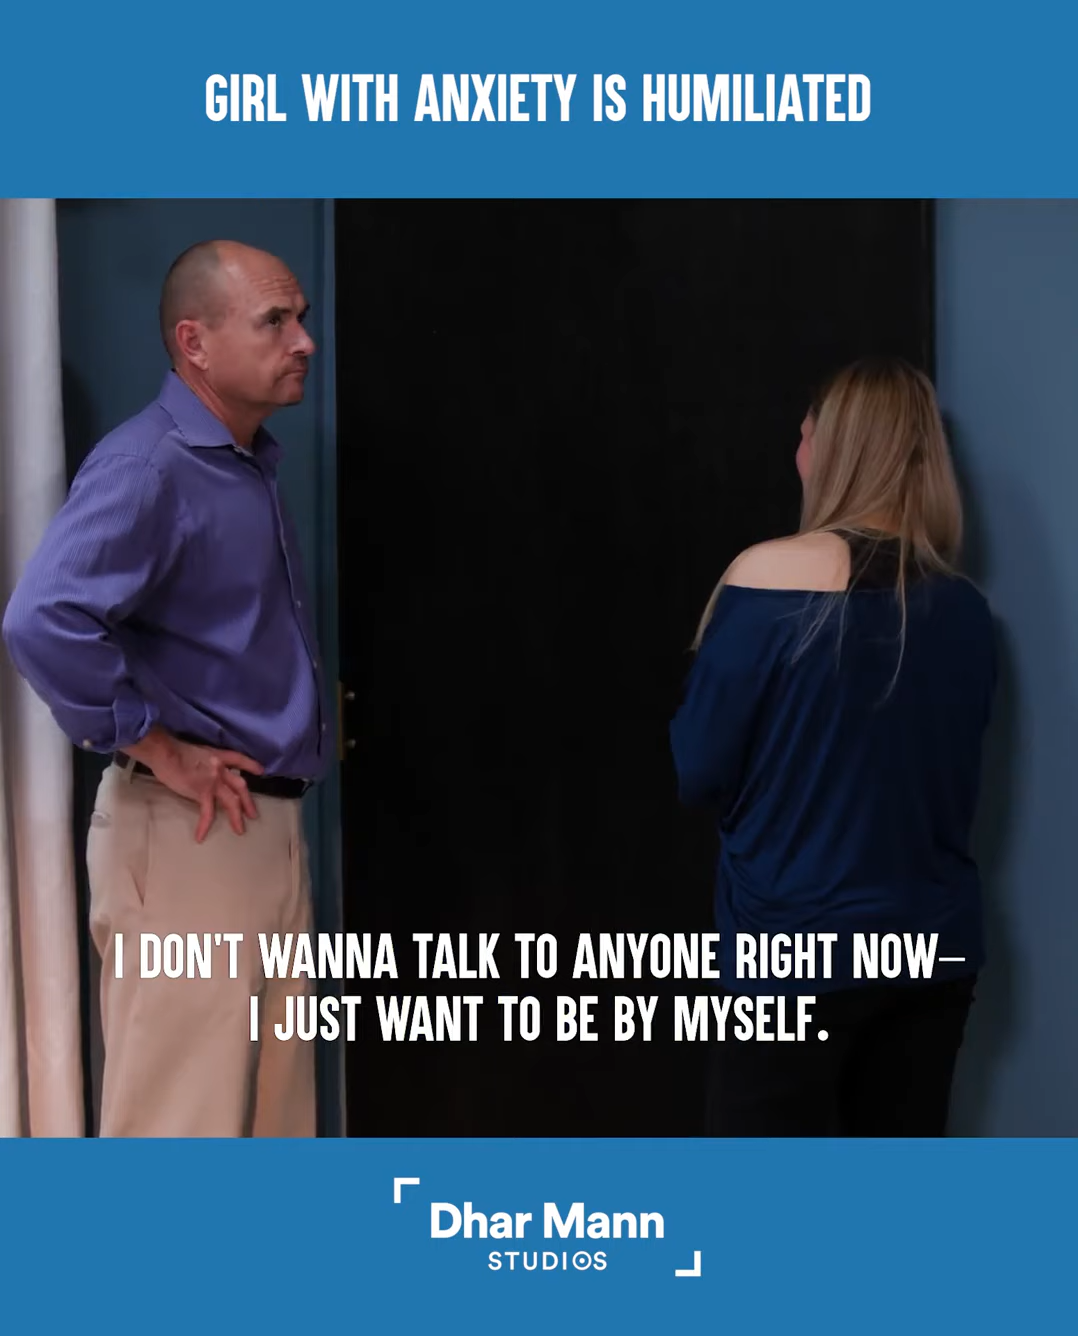 GIRL WITH ANXIETY IS HUMILIATED
I DON'T WANNA TALK TO ANYONE RIGHT NOW–
I JUST WANT TO BE BY MYSELF.
Dhar Mann
STUDIOS